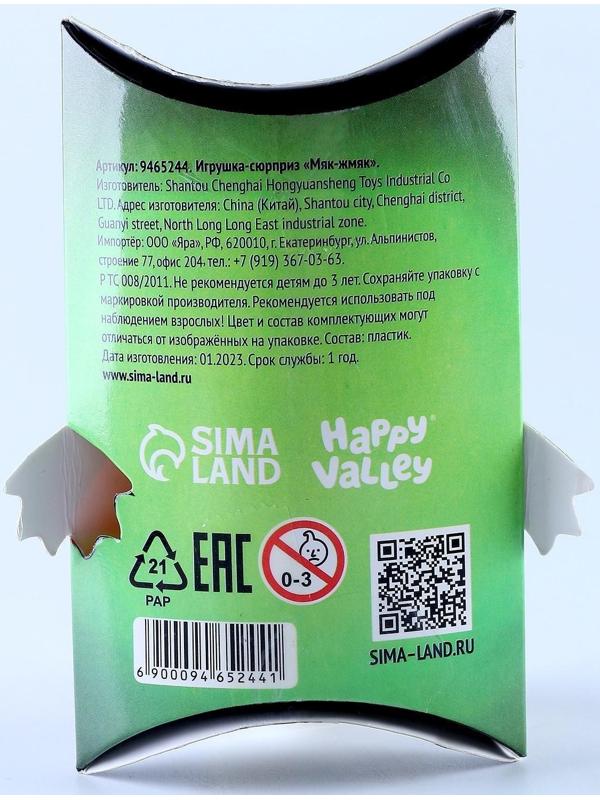 Артикул: 9465244. Игрушка-сюрприз «Мяк-жмяк».
Изготовитель: Shantou Chenghai Hongyuansheng Toys Industrial Co
LTD. Адрес изготовителя: China (Китай), Shantou city, Chenghai district,
Guanyi street, North Long Long East industrial zone.
Импортёр: ООО «Яра», РФ, 620010, г. Екатеринбург, ул. Альпинистов,
строение 77, офис 204, тел.: +7 (919) 367-03-63.
Р ТС 008/2011. Не рекомендуется детям до 3 лет. Сохраняйте упаковку с
маркировкой производителя. Рекомендуется использовать под
наблюдением взрослых! Цвет и состав комплектующих могут
отличаться от изображённых на упаковке. Состав: пластик.
Дата изготовления: 01.2023. Срок службы: 1 год.
www.sima-land.ru
SIMA LAND
Happy Valley
21
PAP
EAC
0-3
6 900094 652441
SIMA-LAND.RU